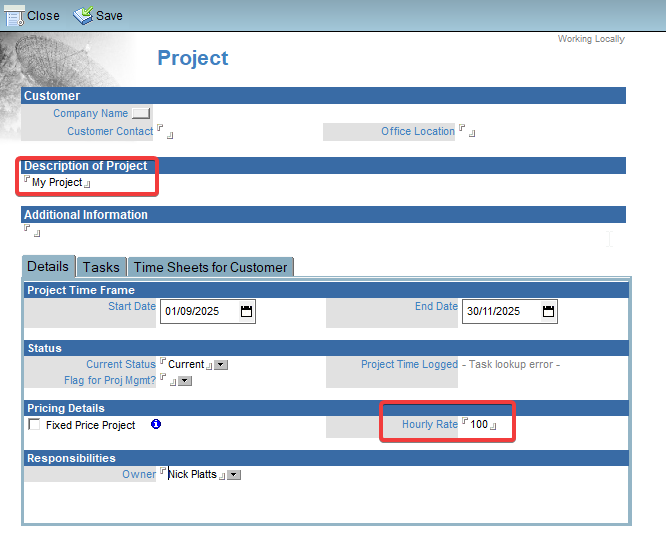 Close Save
Working Locally
Project
Customer
Company Name
Customer Contact Office Location
Description of Project
My Project
Additional Information
Details Tasks Time Sheets for Customer
Project Time Frame
Start Date 01/09/2025 End Date 30/11/2025
Status
Current Status Current Project Time Logged - Task lookup error -
Flag for Proj Mgmt?
Pricing Details
Fixed Price Project Hourly Rate 100
Responsibilities
Owner Nick Platts